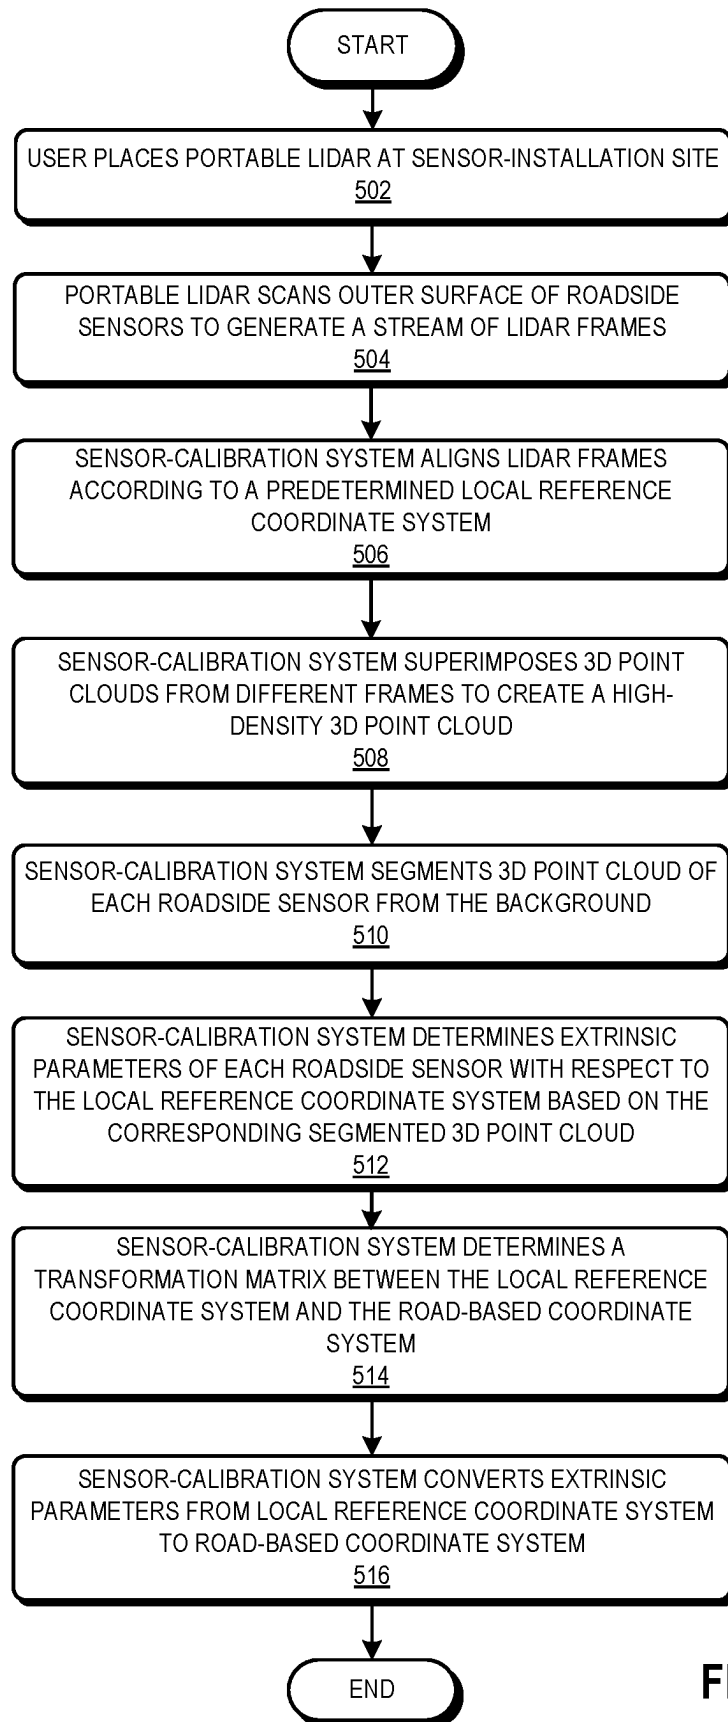 START
USER PLACES PORTABLE LIDAR AT SENSOR-INSTALLATION SITE
502
PORTABLE LIDAR SCANS OUTER SURFACE OF ROADSIDE
SENSORS TO GENERATE A STREAM OF LIDAR FRAMES
504
SENSOR-CALIBRATION SYSTEM ALIGNS LIDAR FRAMES
ACCORDING TO A PREDETERMINED LOCAL REFERENCE
COORDINATE SYSTEM
506
SENSOR-CALIBRATION SYSTEM SUPERIMPOSES 3D POINT
CLOUDS FROM DIFFERENT FRAMES TO CREATE A HIGH-
DENSITY 3D POINT CLOUD
508
SENSOR-CALIBRATION SYSTEM SEGMENTS 3D POINT CLOUD OF
EACH ROADSIDE SENSOR FROM THE BACKGROUND
510
SENSOR-CALIBRATION SYSTEM DETERMINES EXTRINSIC
PARAMETERS OF EACH ROADSIDE SENSOR WITH RESPECT TO
THE LOCAL REFERENCE COORDINATE SYSTEM BASED ON THE
CORRESPONDING SEGMENTED 3D POINT CLOUD
512
SENSOR-CALIBRATION SYSTEM DETERMINES A
TRANSFORMATION MATRIX BETWEEN THE LOCAL REFERENCE
COORDINATE SYSTEM AND THE ROAD-BASED COORDINATE
SYSTEM
514
SENSOR-CALIBRATION SYSTEM CONVERTS EXTRINSIC
PARAMETERS FROM LOCAL REFERENCE COORDINATE SYSTEM
TO ROAD-BASED COORDINATE SYSTEM
516
END